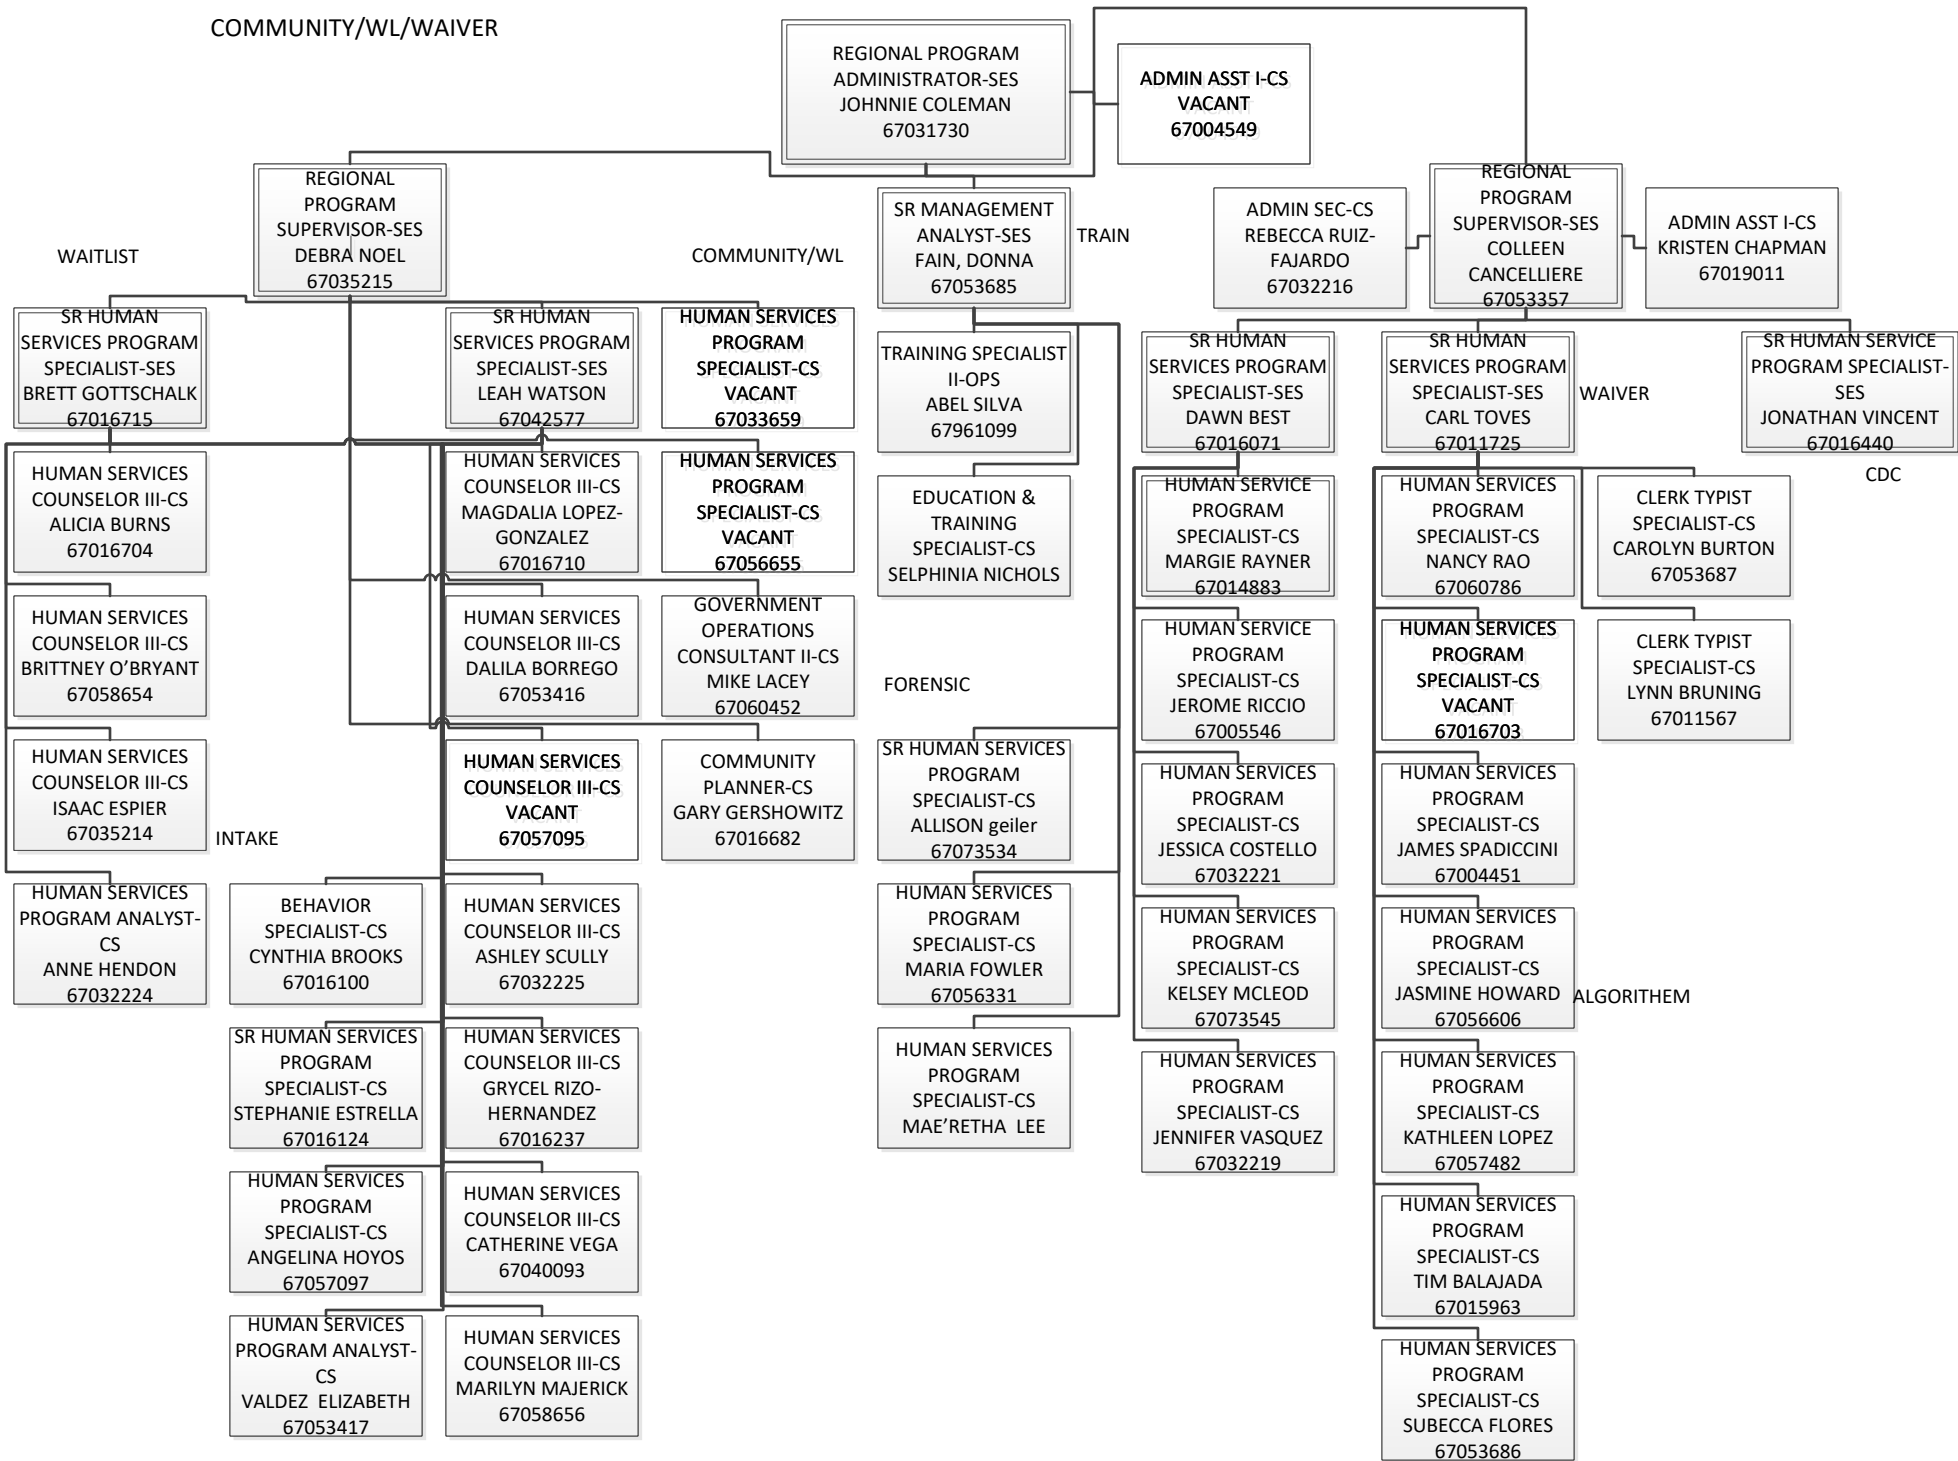 COMMUNITY/WL/WAIVER
REGIONAL PROGRAM
ADMINISTRATOR-SES
JOHNNIE COLEMAN
67031730
ADMIN ASST I-CS
VACANT
67004549
REGIONAL
PROGRAM
SUPERVISOR-SES
DEBRA NOEL
67035215
SR MANAGEMENT
ANALYST-SES
FAIN, DONNA
67053685
TRAIN
ADMIN SEC-CS
REBECCA RUIZ-
FAJARDO
67032216
REGIONAL
PROGRAM
SUPERVISOR-SES
COLLEEN
CANCELLIERE
67053357
ADMIN ASST I-CS
KRISTEN CHAPMAN
67019011
WAITLIST
COMMUNITY/WL
SR HUMAN
SERVICES PROGRAM
SPECIALIST-SES
BRETT GOTTSCHALK
67016715
SR HUMAN
SERVICES PROGRAM
SPECIALIST-SES
LEAH WATSON
67042577
HUMAN SERVICES
PROGRAM
SPECIALIST-CS
VACANT
67033659
TRAINING SPECIALIST
II-OPS
ABEL SILVA
67961099
SR HUMAN
SERVICES PROGRAM
SPECIALIST-SES
DAWN BEST
67016071
SR HUMAN
SERVICES PROGRAM
SPECIALIST-SES
CARL TOVES
67011725
WAIVER
SR HUMAN SERVICE
PROGRAM SPECIALIST-
SES
JONATHAN VINCENT
67016440
CDC
HUMAN SERVICES
COUNSELOR III-CS
ALICIA BURNS
67016704
HUMAN SERVICES
COUNSELOR III-CS
MAGDALIA LOPEZ-
GONZALEZ
67016710
HUMAN SERVICES
PROGRAM
SPECIALIST-CS
VACANT
67056655
EDUCATION &
TRAINING
SPECIALIST-CS
SELPHINIA NICHOLS
HUMAN SERVICE
PROGRAM
SPECIALIST-CS
MARGIE RAYNER
67014883
HUMAN SERVICES
PROGRAM
SPECIALIST-CS
NANCY RAO
67060786
CLERK TYPIST
SPECIALIST-CS
CAROLYN BURTON
67053687
HUMAN SERVICES
COUNSELOR III-CS
BRITTNEY O’BRYANT
67058654
HUMAN SERVICES
COUNSELOR III-CS
DALILA BORREGO
67053416
GOVERNMENT
OPERATIONS
CONSULTANT II-CS
MIKE LACEY
67060452
FORENSIC
HUMAN SERVICE
PROGRAM
SPECIALIST-CS
JEROME RICCIO
67005546
HUMAN SERVICES
PROGRAM
SPECIALIST-CS
VACANT
67016703
CLERK TYPIST
SPECIALIST-CS
LYNN BRUNING
67011567
HUMAN SERVICES
COUNSELOR III-CS
ISAAC ESPIER
67035214
INTAKE
HUMAN SERVICES
COUNSELOR III-CS
VACANT
67057095
COMMUNITY
PLANNER-CS
GARY GERSHOWITZ
67016682
SR HUMAN SERVICES
PROGRAM
SPECIALIST-CS
ALLISON geiler
67073534
HUMAN SERVICES
PROGRAM
SPECIALIST-CS
JESSICA COSTELLO
67032221
HUMAN SERVICES
PROGRAM
SPECIALIST-CS
JAMES SPADICCINI
67004451
HUMAN SERVICES
PROGRAM ANALYST-
CS
ANNE HENDON
67032224
BEHAVIOR
SPECIALIST-CS
CYNTHIA BROOKS
67016100
HUMAN SERVICES
COUNSELOR III-CS
ASHLEY SCULLY
67032225
HUMAN SERVICES
PROGRAM
SPECIALIST-CS
MARIA FOWLER
67056331
HUMAN SERVICES
PROGRAM
SPECIALIST-CS
KELSEY MCLEOD
67073545
HUMAN SERVICES
PROGRAM
SPECIALIST-CS
JASMINE HOWARD
67056606
ALGORITHEM
SR HUMAN SERVICES
PROGRAM
SPECIALIST-CS
STEPHANIE ESTRELLA
67016124
HUMAN SERVICES
COUNSELOR III-CS
GRYCEL RIZO-
HERNANDEZ
67016237
HUMAN SERVICES
PROGRAM
SPECIALIST-CS
MAE’RETHA LEE
HUMAN SERVICES
PROGRAM
SPECIALIST-CS
JENNIFER VASQUEZ
67032219
HUMAN SERVICES
PROGRAM
SPECIALIST-CS
KATHLEEN LOPEZ
67057482
HUMAN SERVICES
PROGRAM
SPECIALIST-CS
ANGELINA HOYOS
67057097
HUMAN SERVICES
COUNSELOR III-CS
CATHERINE VEGA
67040093
HUMAN SERVICES
PROGRAM
SPECIALIST-CS
TIM BALAJADA
67015963
HUMAN SERVICES
PROGRAM ANALYST-
CS
VALDEZ ELIZABETH
67053417
HUMAN SERVICES
COUNSELOR III-CS
MARILYN MAJERICK
67058656
HUMAN SERVICES
PROGRAM
SPECIALIST-CS
SUBECCA FLORES
67053686